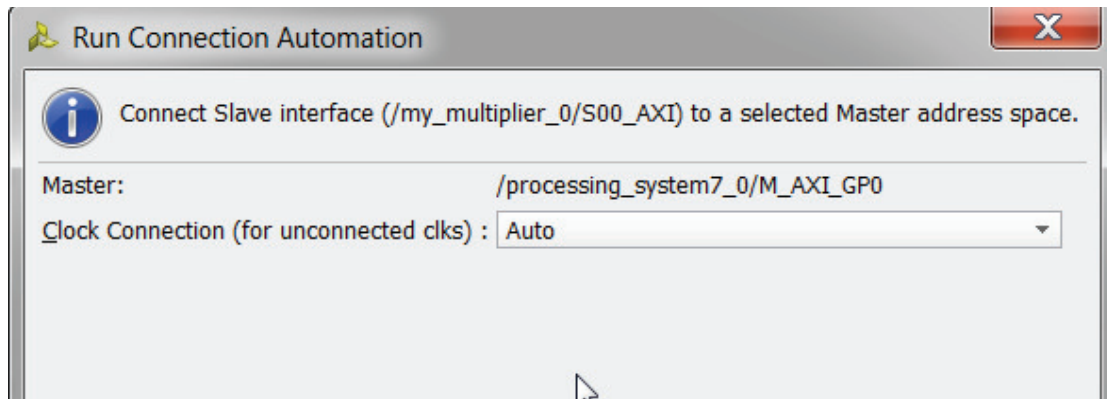 Run Connection Automation
Connect Slave interface (/my_multiplier_0/S00_AXI) to a selected Master address space.
Master: /processing_system7_0/M_AXI_GP0
Clock Connection (for unconnected clks) : Auto